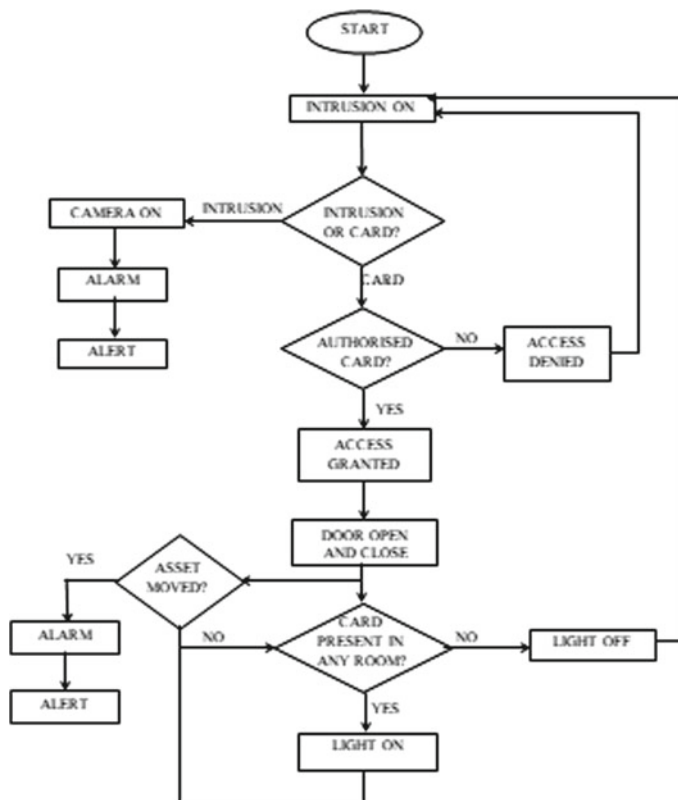 START
INTRUSION ON
INTRUSION
OR CARD?
INTRUSION
CAMERA ON
ALARM
ALERT
CARD
AUTHORISED
CARD?
NO
ACCESS
DENIED
YES
ACCESS
GRANTED
DOOR OPEN
AND CLOSE
ASSET
MOVED?
YES
ALARM
ALERT
NO
CARD
PRESENT IN
ANY ROOM?
NO
LIGHT OFF
YES
LIGHT ON